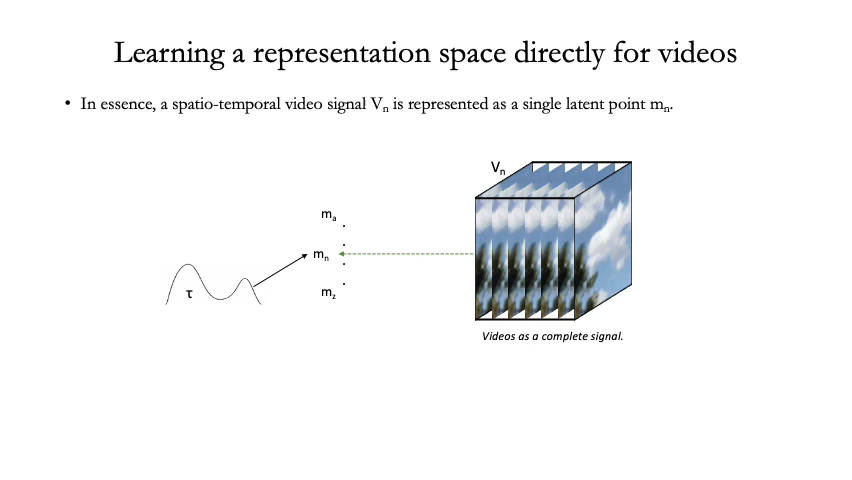 Learning a representation space directly for videos
• In essence, a spatio-temporal video signal Vn is represented as a single latent point mn.
Vn
ma
mn
τ
mz
Videos as a complete signal.